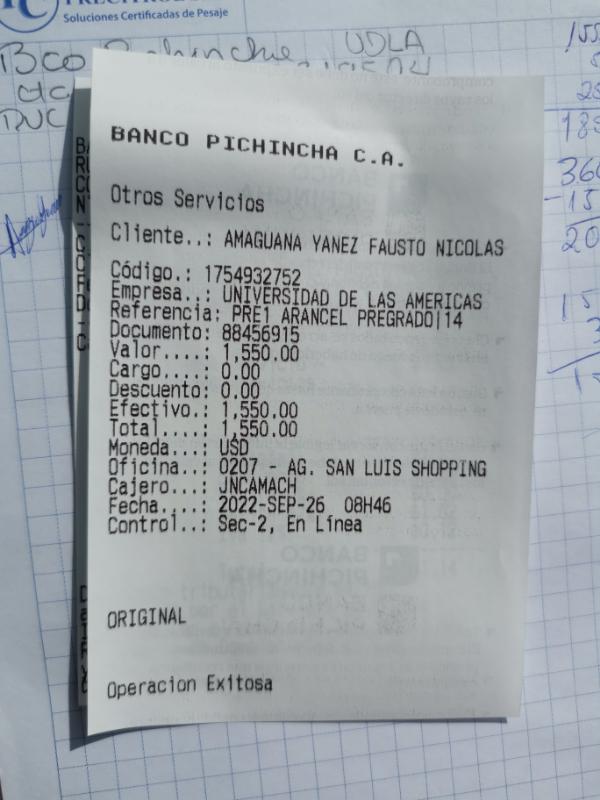 Soluciones Certificadas de Pesaje
Bco Pichincha UDLA
BANCO PICHINCHA C.A.
Otros Servicios
Cliente..: AMAGUANA YANEZ FAUSTO NICOLAS
Código.: 1754932752
Empresa..: UNIVERSIDAD DE LAS AMERICAS
Referencia: PRE1 ARANCEL PREGRADO|14
Documento: 88456915
Valor....: 1,550.00
Cargo....: 0.00
Descuento: 0.00
Efectivo.: 1,550.00
Total....: 1,550.00
Moneda...: USD
Oficina..: 0207 - AG. SAN LUIS SHOPPING
Cajero...: JNCAMACH
Fecha....: 2022-SEP-26 08H46
Control..: Sec-2, En Línea
ORIGINAL
Operacion Exitosa